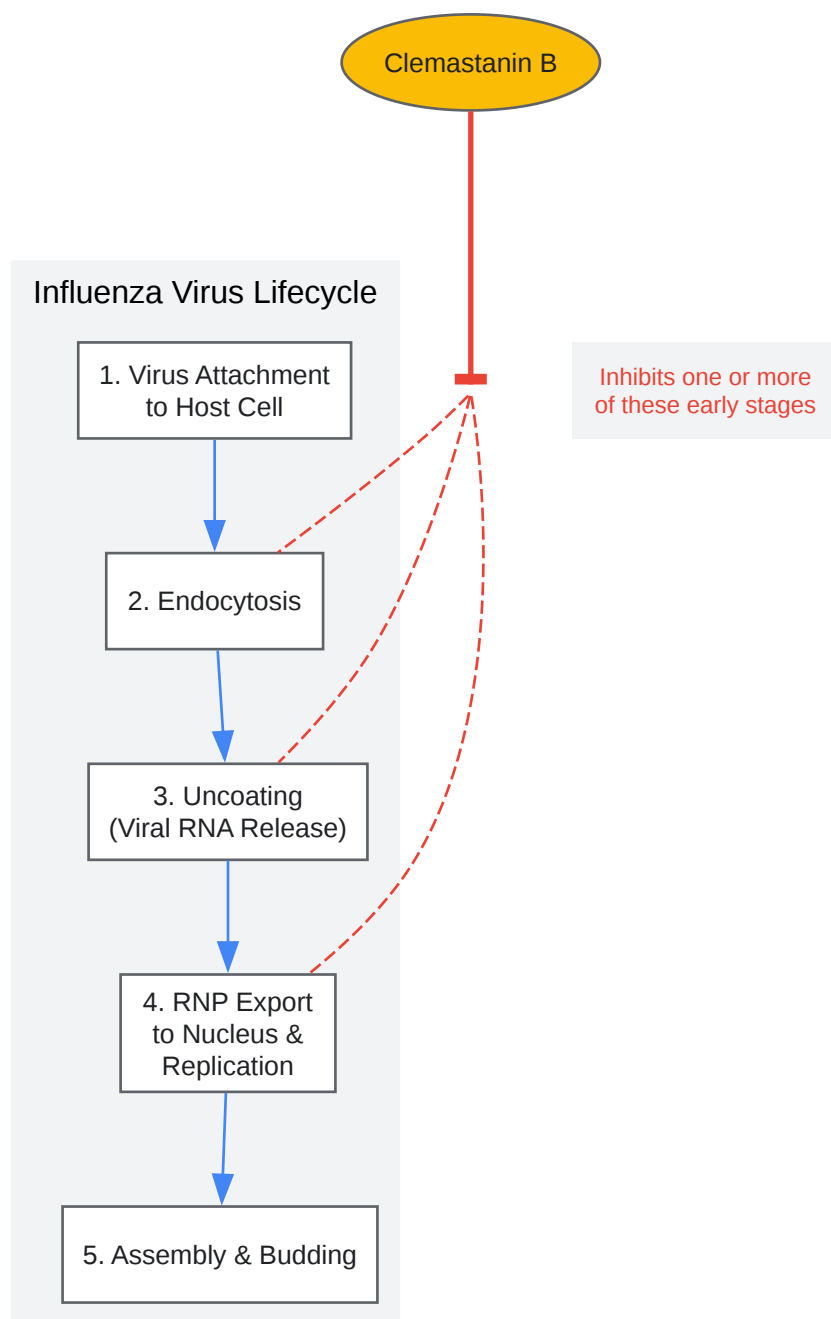 Clemastanin B
Influenza Virus Lifecycle
1. Virus Attachment
to Host Cell
Inhibits one or more
of these early stages
2. Endocytosis
3. Uncoating
(Viral RNA Release)
4. RNP Export
to Nucleus &
Replication
5. Assembly & Budding